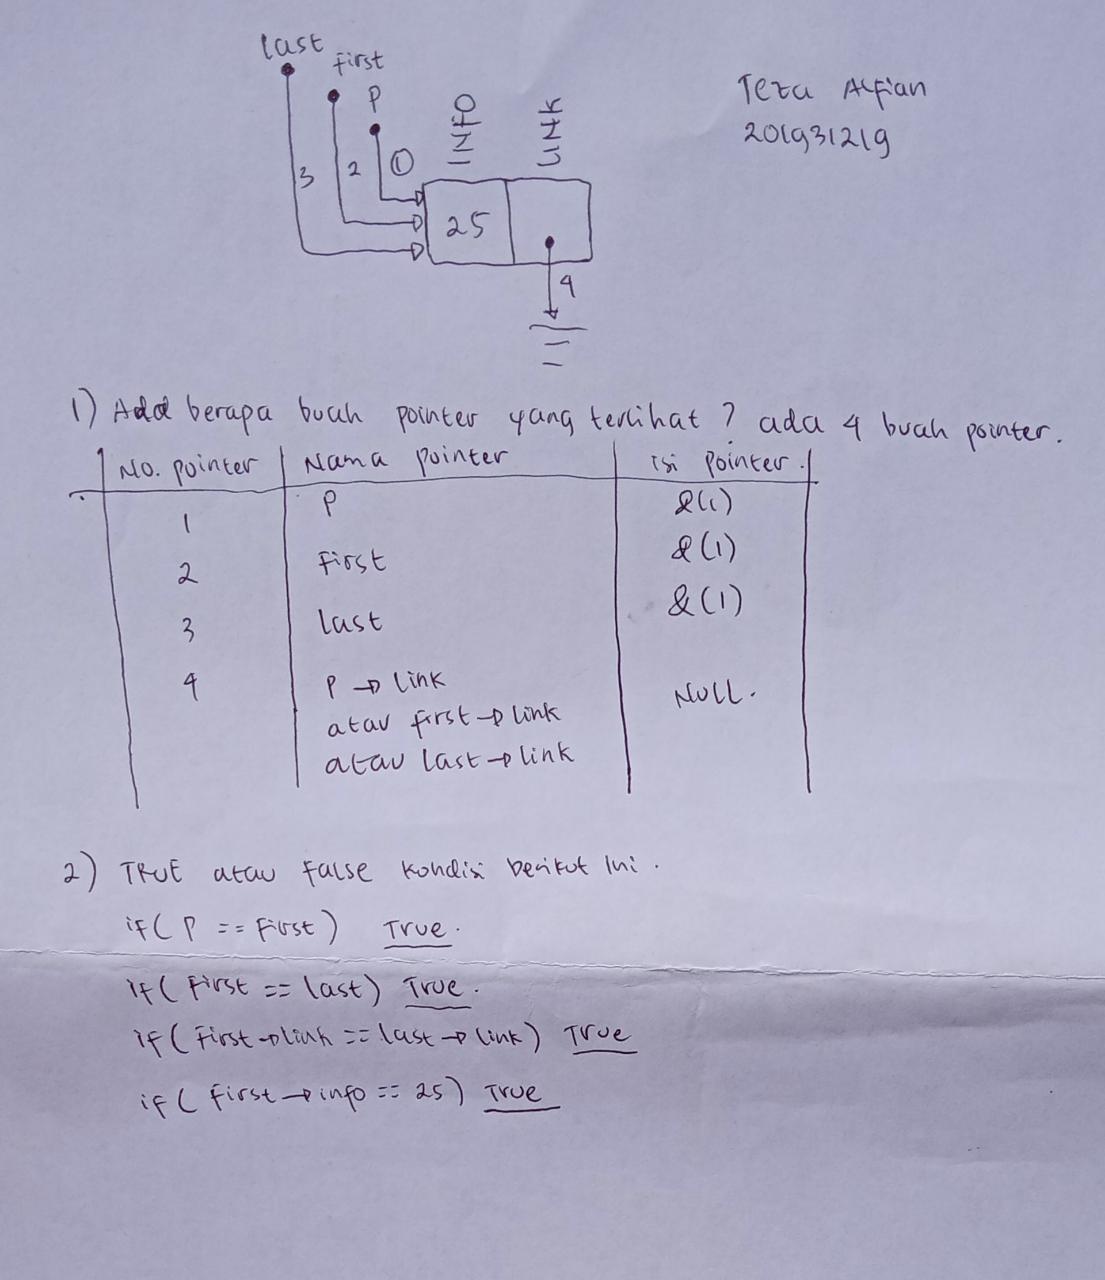 last
first
P
INFO
LINK
Teza Alfian
201931219
3
2
①
25
4
1) Ada berapa buah pointer yang terlihat ? ada 4 buah pointer.
No. pointer Nama pointer isi pointer.
1 P &(1)
2 First &(1)
3 last &(1)
4 P → link NULL.
atau first → link
atau last → link
2) TRUE atau False kondisi berikut ini.
if( P == First) True.
if( First == last) True.
if( First → link == last → link) True
if( First → info == 25) True